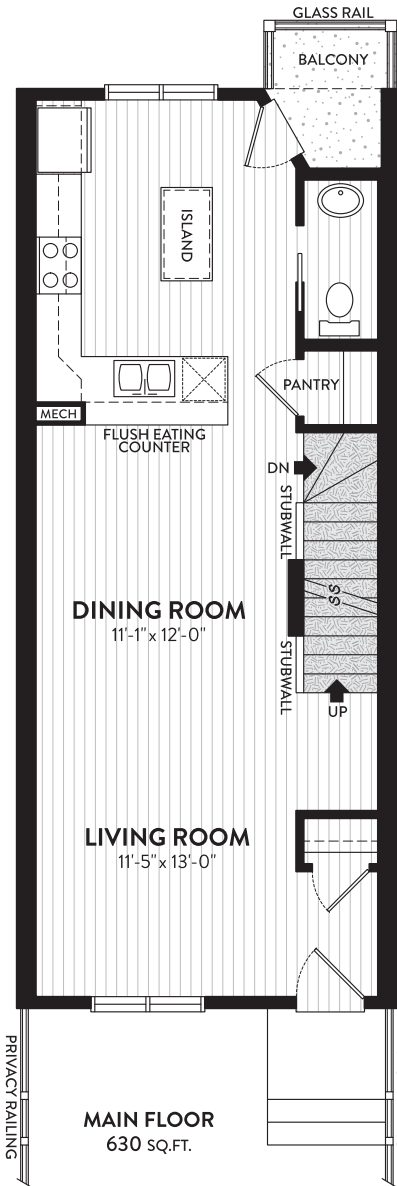 GLASS RAIL
BALCONY
ISLAND
PANTRY
MECH
FLUSH EATING
COUNTER
DN
STUBWALL
SS
DINING ROOM
11'-1" x 12'-0"
STUBWALL
UP
LIVING ROOM
11'-5" x 13'-0"
PRIVACY RAILING
MAIN FLOOR
630 SQ.FT.